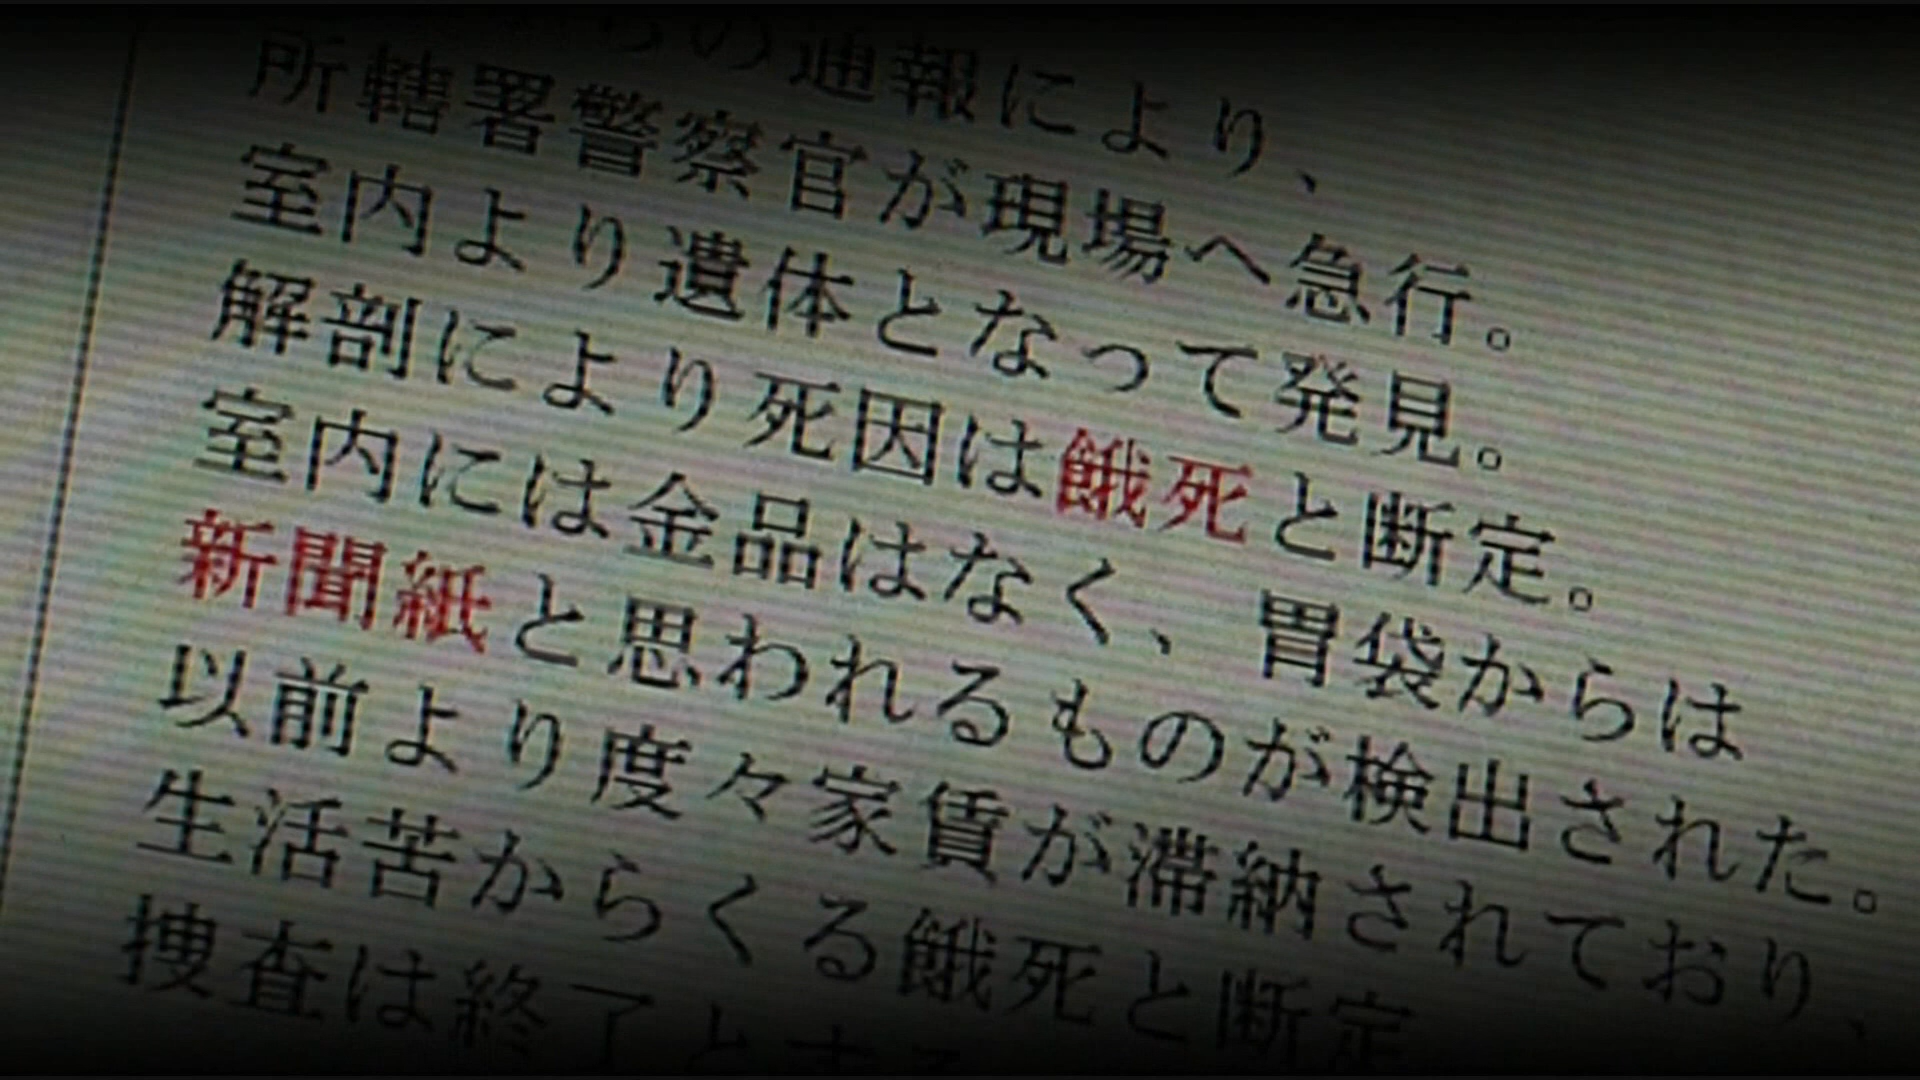 らの通報により、
所轄署警察官が現場へ急行。
室内より遺体となって発見。
解剖により死因は餓死と断定。
室内には金品はなく、胃袋からは
新聞紙と思われるものが検出された。
以前より度々家賃が滞納されており、
生活苦からくる餓死と断定
捜査は終了とする